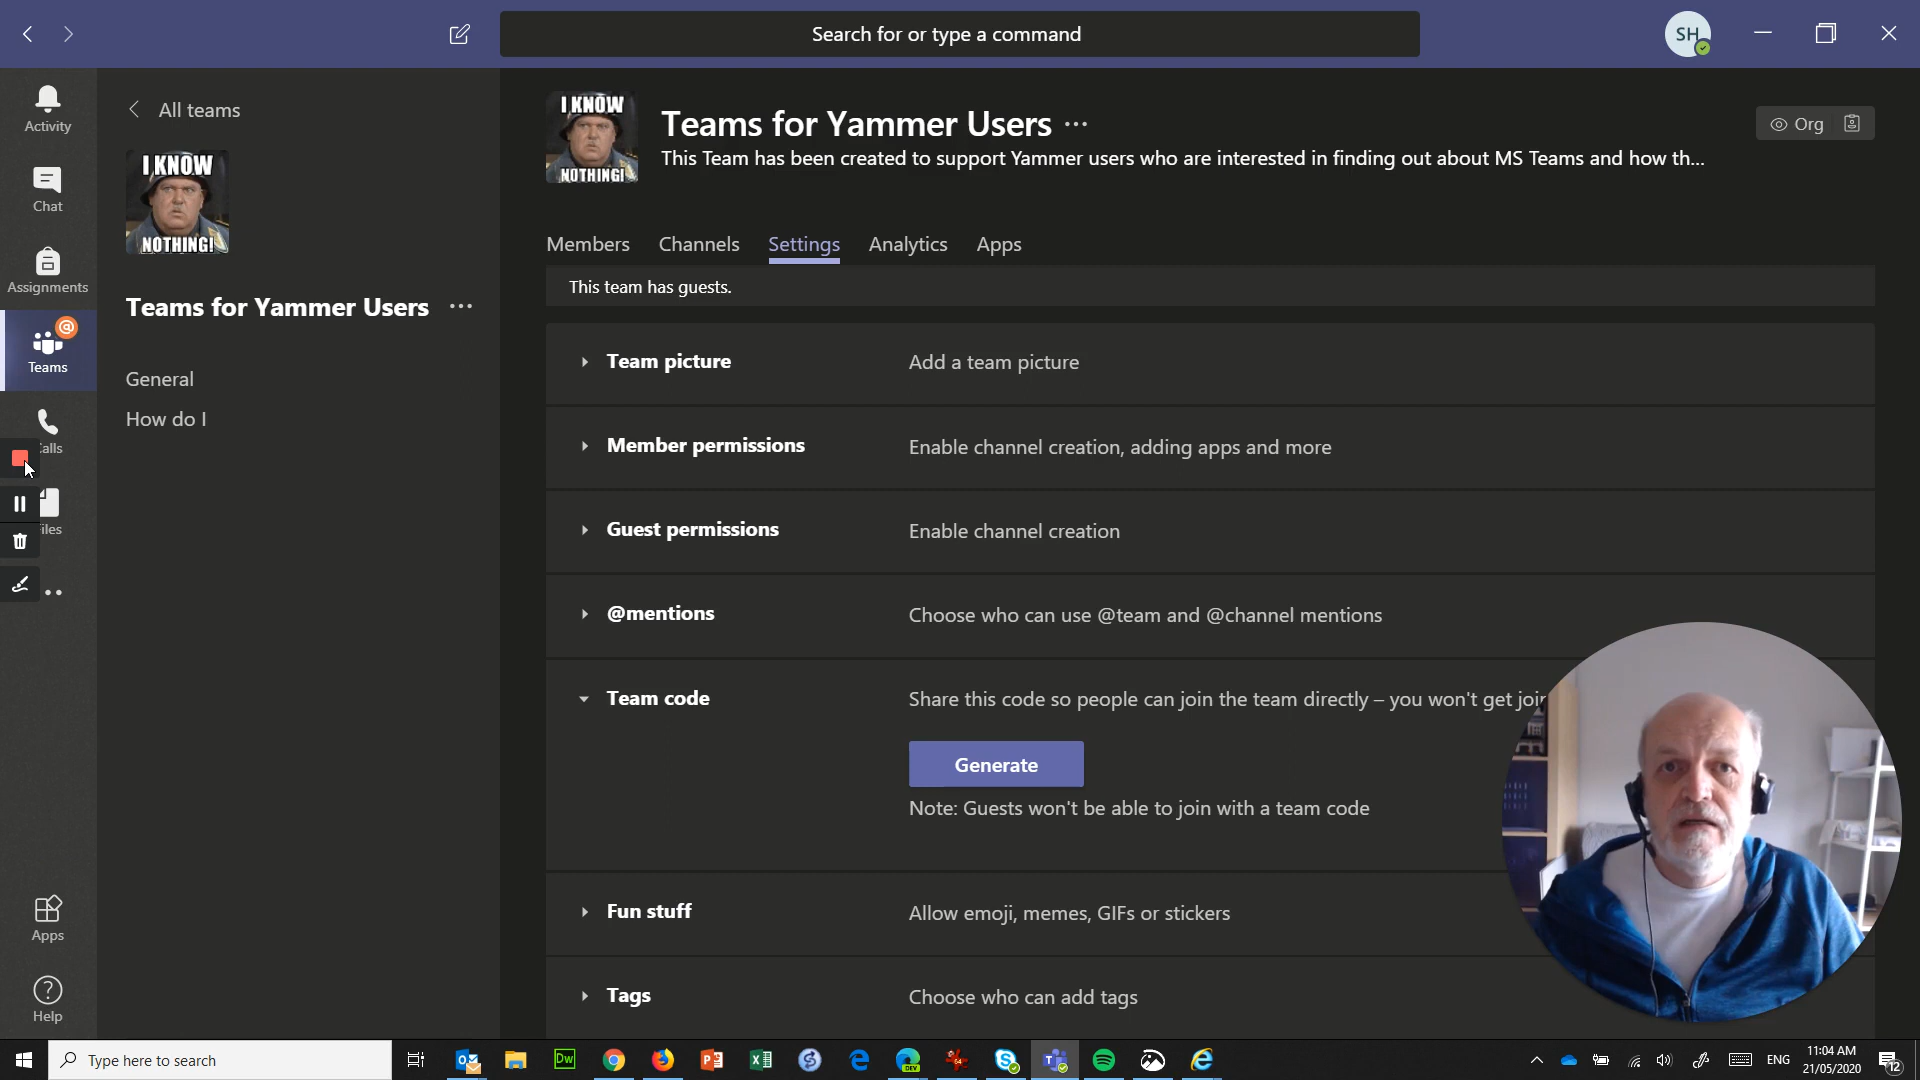 Search for or type a command
SH
Activity
Chat
Assignments
@
Teams
alls
iles
Apps
Help
All teams
I KNOW
NOTHING!
Teams for Yammer Users ...
General
How do I
I KNOW
NOTHING!
Teams for Yammer Users ...
Org
This Team has been created to support Yammer users who are interested in finding out about MS Teams and how th...
Members Channels Settings Analytics Apps
This team has guests.
Team picture Add a team picture
Member permissions Enable channel creation, adding apps and more
Guest permissions Enable channel creation
@mentions Choose who can use @team and @channel mentions
Team code Share this code so people can join the team directly – you won't get joir
Generate
Note: Guests won't be able to join with a team code
Fun stuff Allow emoji, memes, GIFs or stickers
Tags Choose who can add tags
Type here to search
Dw
DEV
64
ENG
11:04 AM
21/05/2020
12